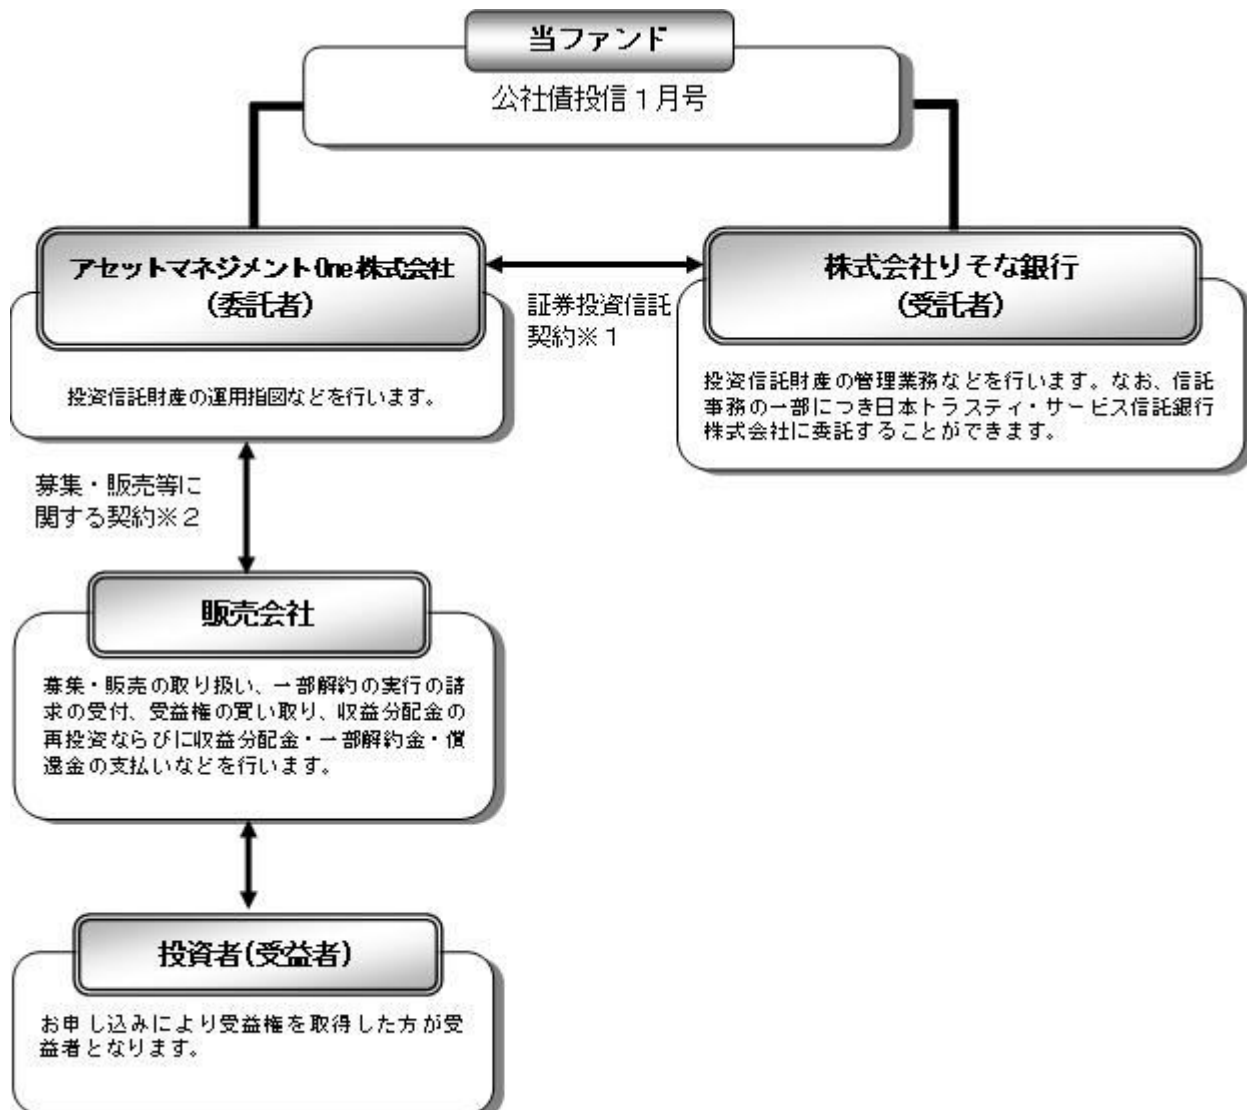 当ファンド
公社債投信１月号
アセットマネジメントOne株式会社
(委託者)
投資信託財産の運用指図などを行います。
証券投資信託
契約※１
株式会社りそな銀行
(受託者)
投資信託財産の管理業務などを行います。なお、信託
事務の一部につき日本トラスティ・サービス信託銀行
株式会社に委託することができます。
募集・販売等に
関する契約※２
販売会社
募集・販売の取り扱い、一部解約の実行の請
求の受付、受益権の買い取り、収益分配金の
再投資ならびに収益分配金・一部解約金・償
還金の支払いなどを行います。
投資者(受益者)
お申し込みにより受益権を取得した方が受
益者となります。